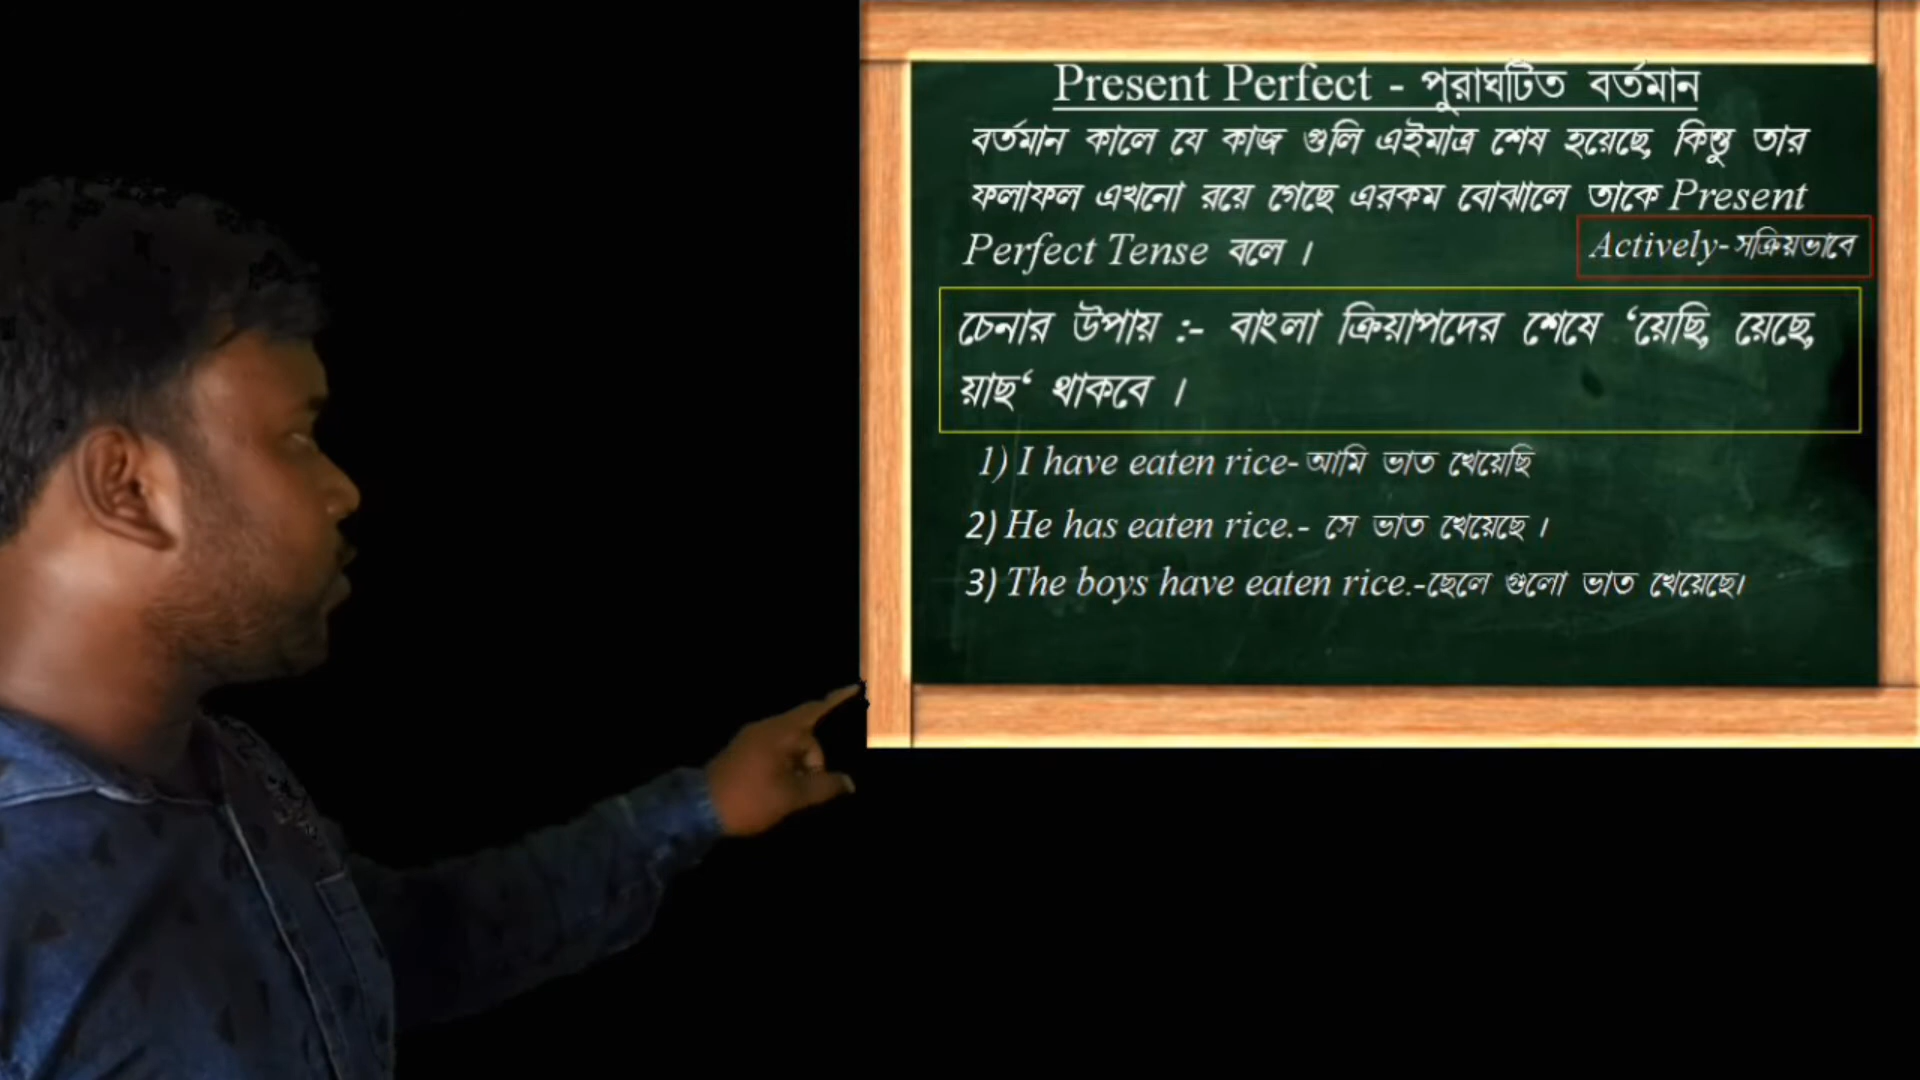 Present Perfect - পুরাঘটিত বর্তমান
বর্তমান কালে যে কাজ গুলি এইমাত্র শেষ হয়েছে, কিন্তু তার
ফলাফল এখনো রয়ে গেছে এরকম বোঝালে তাকে Present
Perfect Tense বলে ।
Actively-সক্রিয়ভাবে
চেনার উপায় :- বাংলা ক্রিয়াপদের শেষে ‘য়েছি, য়েছে,
য়াছ‘ থাকবে ।
1) I have eaten rice-আমি ভাত খেয়েছি
2) He has eaten rice.- সে ভাত খেয়েছে ।
3) The boys have eaten rice.-ছেলে গুলো ভাত খেয়েছে।